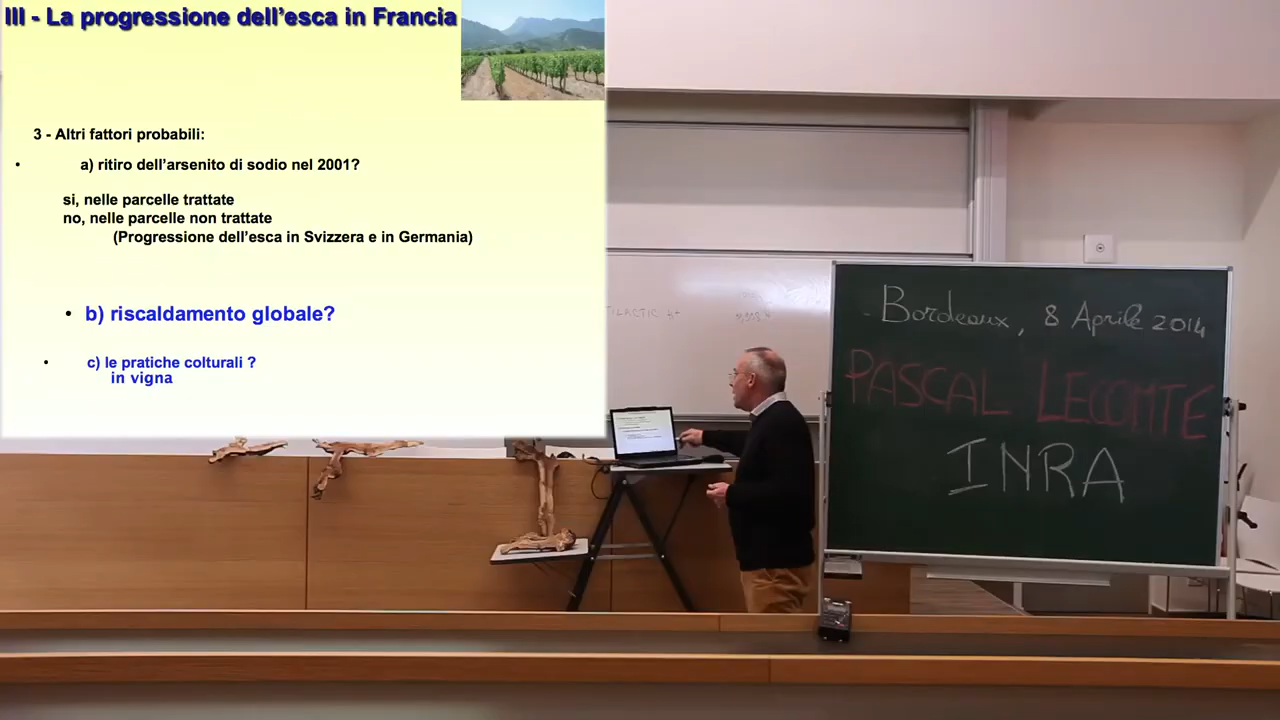 III - La progressione dell'esca in Francia
3 - Altri fattori probabili:
• a) ritiro dell'arsenito di sodio nel 2001?
si, nelle parcelle trattate
no, nelle parcelle non trattate
(Progressione dell'esca in Svizzera e in Germania)
• b) riscaldamento globale?
• c) le pratiche colturali ?
in vigna
Bordeaux, 8 Aprile 2014
PASCAL LECOMTE
INRA